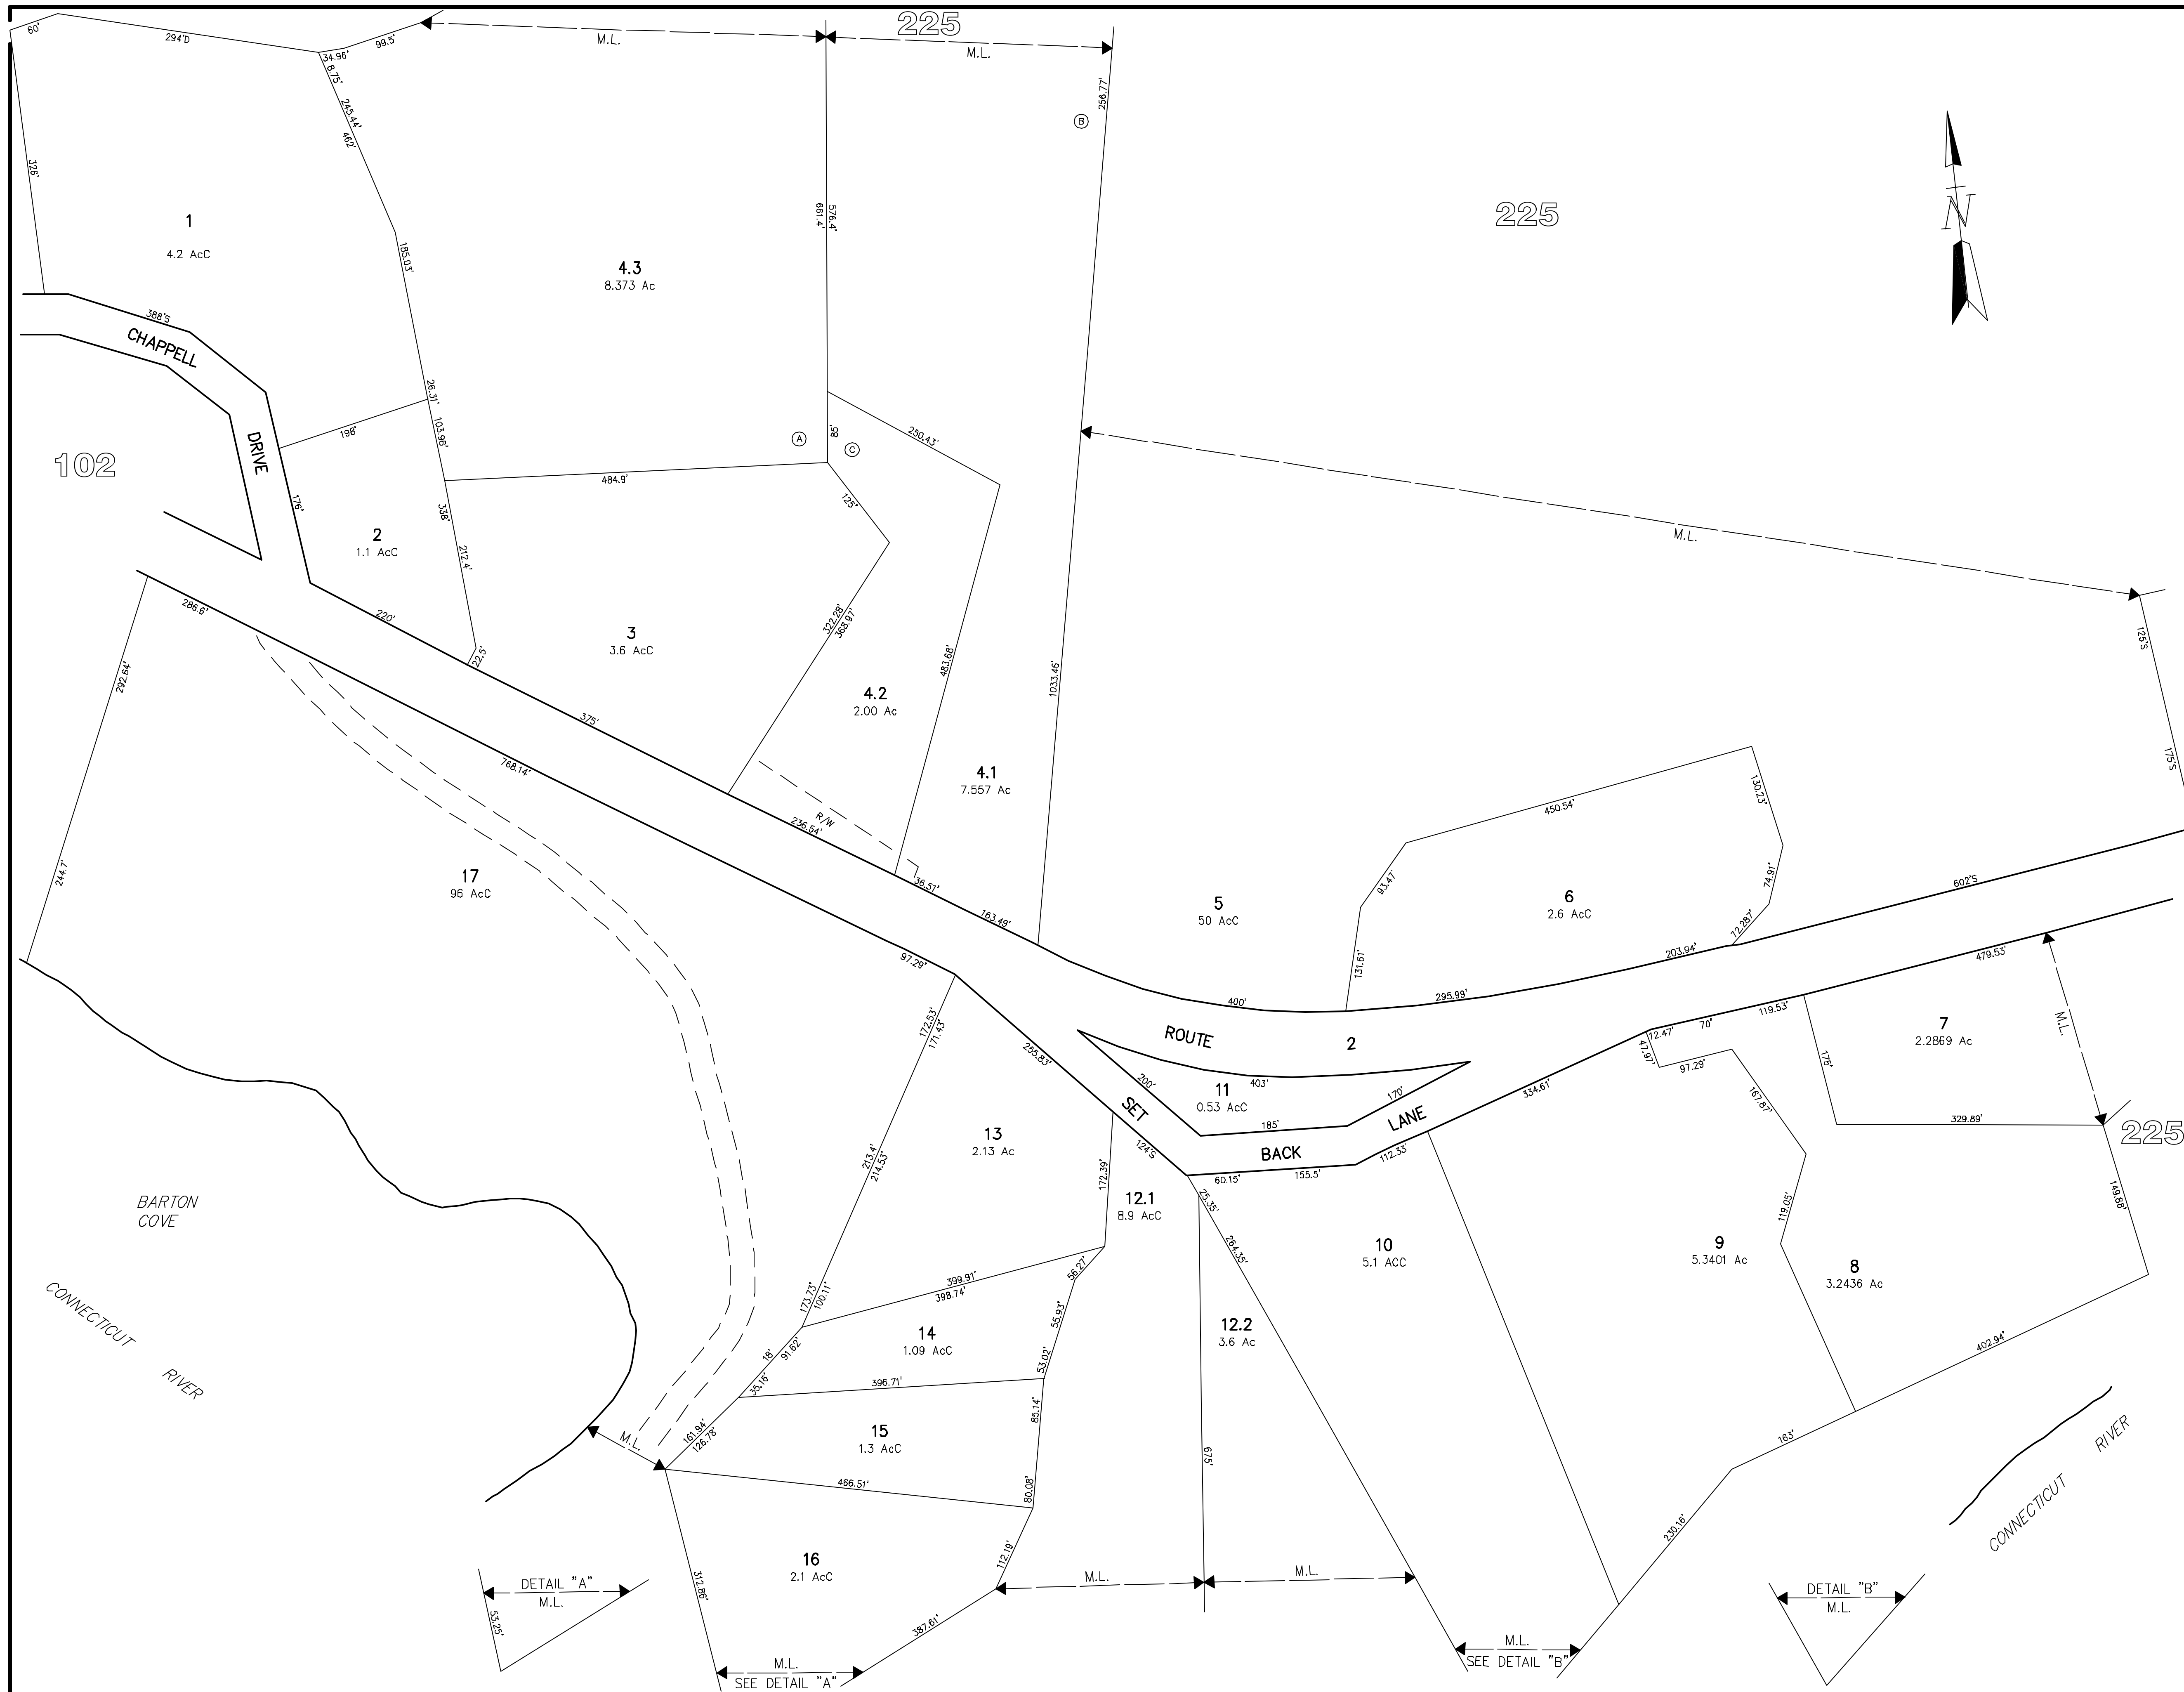 225
60'
294'D
34.96'
99.5'
M.L.
M.L.
8.75'
245.44'
462'
256.77'
B
326'
1
4.2 AcC
185.03'
661.4'
576.4'
225
N
4.3
8.373 Ac
388'S
CHAPPELL
DRIVE
26.31'
103.96'
198'
102
A
85'
C
250.43'
484.9'
125'
176'
338'
2
1.1 AcC
212.4'
M.L.
286.6'
220'
22.5'
3
3.6 AcC
322.28'
368.97'
483.68'
1033.46'
125'S
292.64'
4.2
2.00 Ac
375'
768.14'
175'S
4.1
7.557 Ac
R/W
236.54'
450.54'
130.23'
244.7'
17
96 AcC
36.51'
183.49'
5
50 AcC
93.47'
6
2.6 AcC
74.91'
72.287'
602'S
97.29'
131.61'
203.94'
479.53'
400'
295.99'
172.53'
171.43'
255.83'
ROUTE
2
12.47'
70'
119.53'
7
2.2869 Ac
M.L.
47.97'
97.29'
175'
200'
403'
11
0.53 AcC
170'
334.61'
167.87'
SET
185'
LANE
329.89'
225
213.4'
214.53'
13
2.13 Ac
124'S
BACK
112.33'
172.39'
60.15'
155.5'
12.1
8.9 AcC
25.35'
BARTON
COVE
119.05'
149.88'
264.35'
10
5.1 ACC
9
5.3401 Ac
8
3.2436 Ac
56.27'
399.91'
398.74'
CONNECTICUT
RIVER
173.73'
100.11'
55.93'
12.2
3.6 Ac
14
1.09 AcC
18'
91.62'
53.02'
402.94'
35.16'
396.71'
85.14'
161.94'
126.78'
15
1.3 AcC
M.L.
163'
RIVER
CONNECTICUT
675'
466.51'
80.08'
230.16'
112.19'
16
2.1 AcC
M.L.
M.L.
312.86'
DETAIL "A"
M.L.
53.25'
387.61'
DETAIL "B"
M.L.
M.L.
SEE DETAIL "A"
M.L.
SEE DETAIL "B"